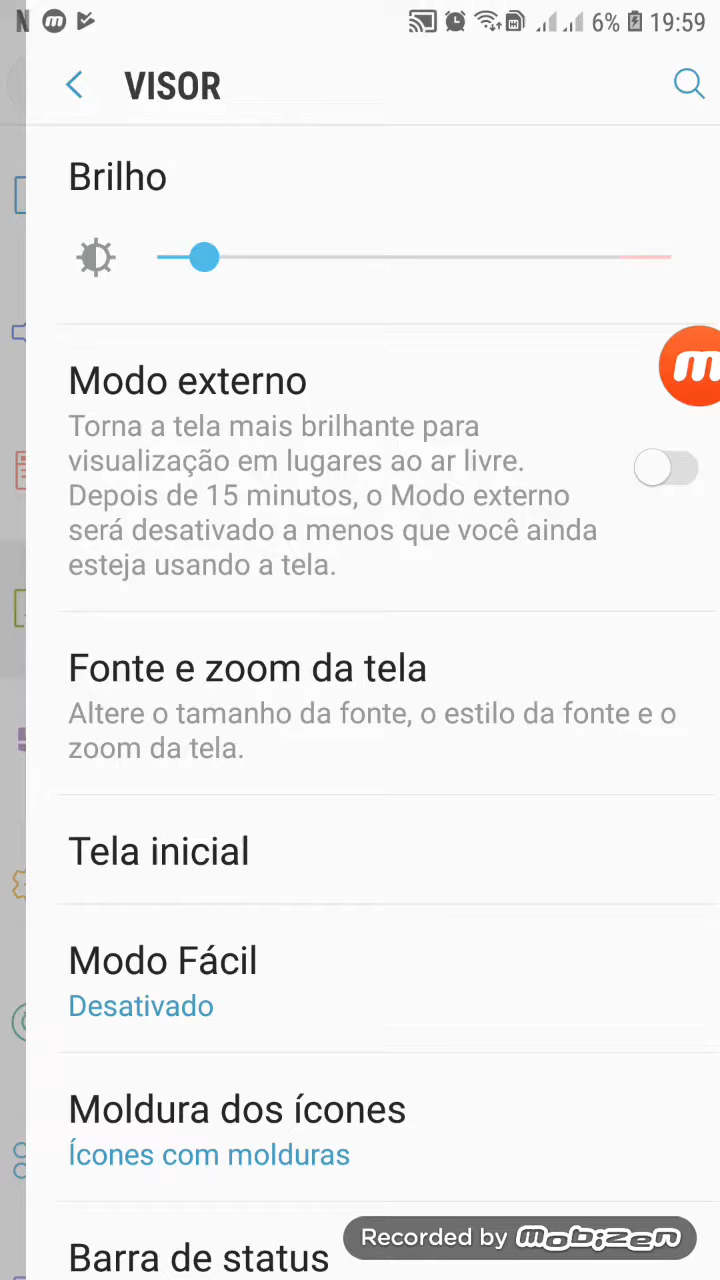 N m 6% 19:59
VISOR
Brilho
Modo externo
Torna a tela mais brilhante para
visualização em lugares ao ar livre.
Depois de 15 minutos, o Modo externo
será desativado a menos que você ainda
esteja usando a tela.
m
Fonte e zoom da tela
Altere o tamanho da fonte, o estilo da fonte e o
zoom da tela.
Tela inicial
Modo Fácil
Desativado
Moldura dos ícones
Ícones com molduras
Barra de status
Recorded by mobizen